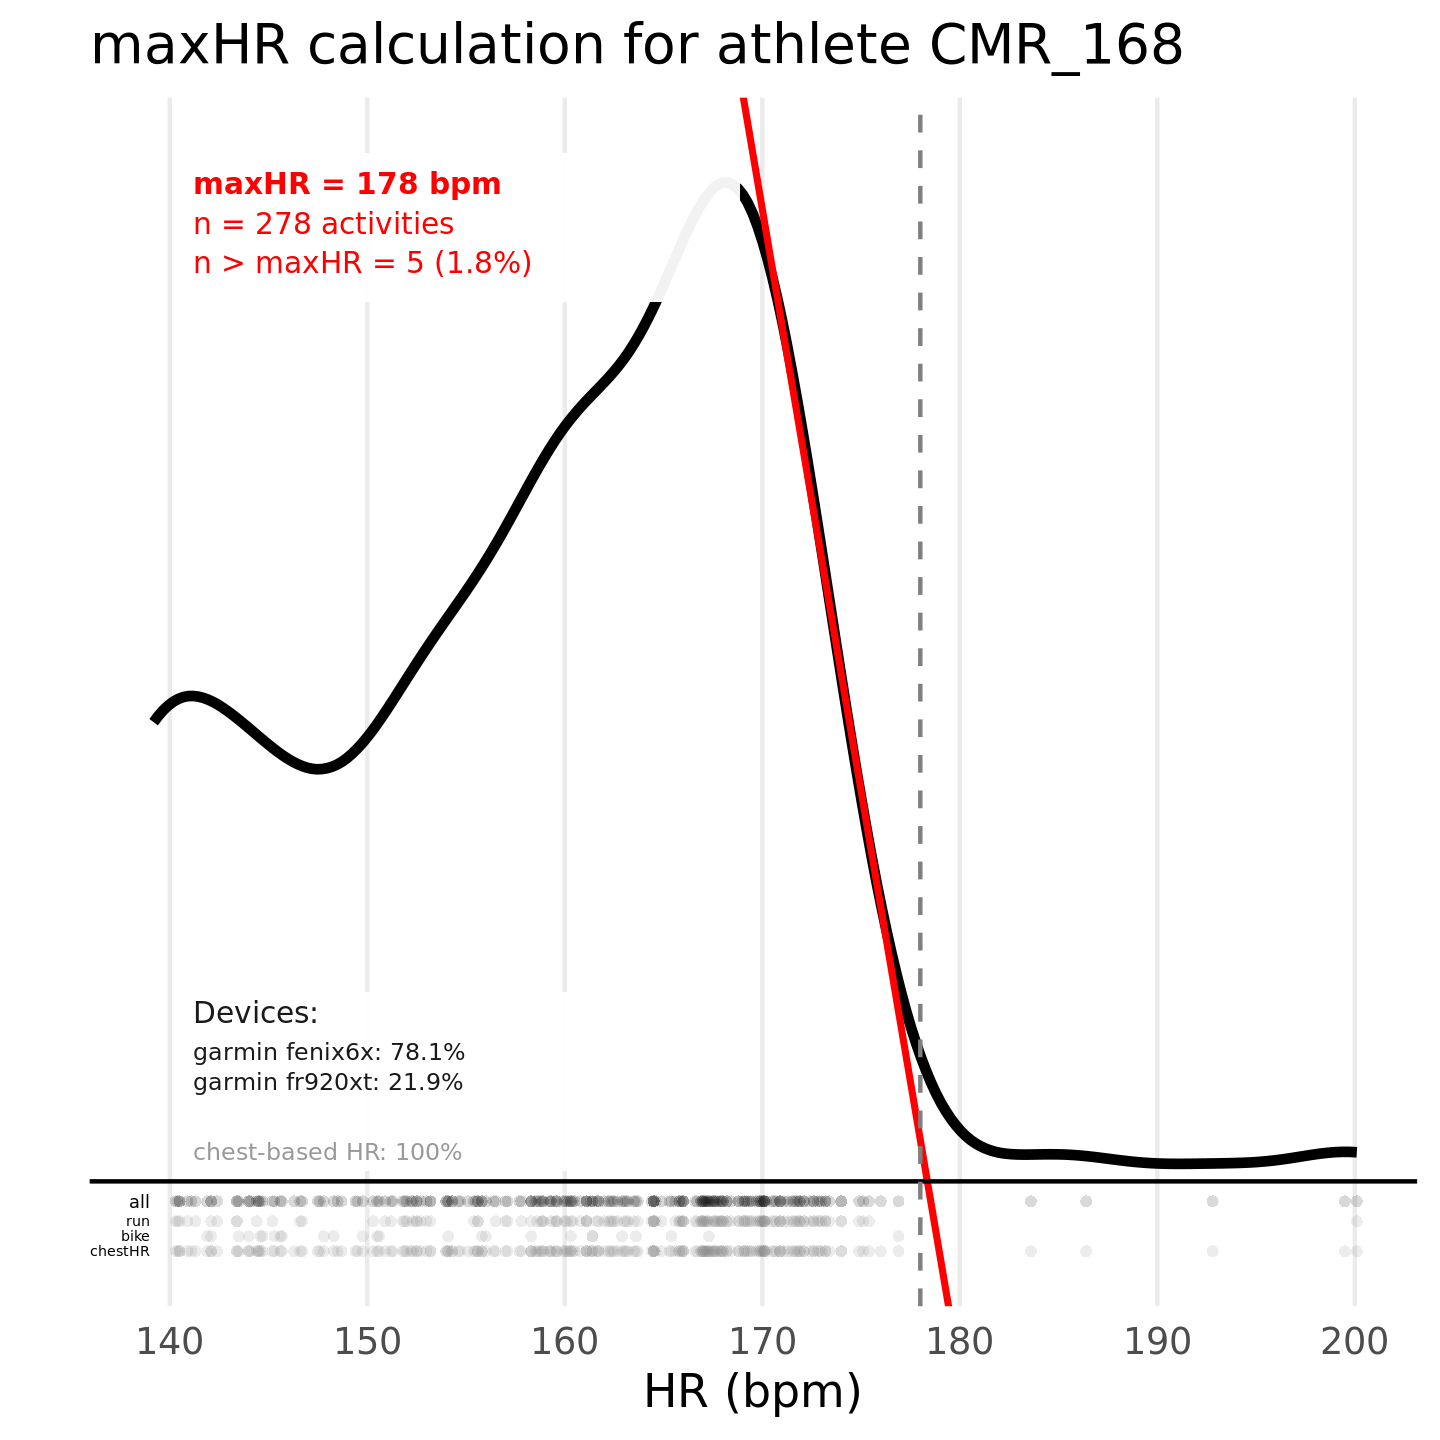 maxHR calculation for athlete CMR_168
maxHR = 178 bpm
n = 278 activities
n > maxHR = 5 (1.8%)
Devices:
garmin fenix6x: 78.1%
garmin fr920xt: 21.9%
chest-based HR: 100%
all
run
bike
chestHR
140 150 160 170 180 190 200
HR (bpm)